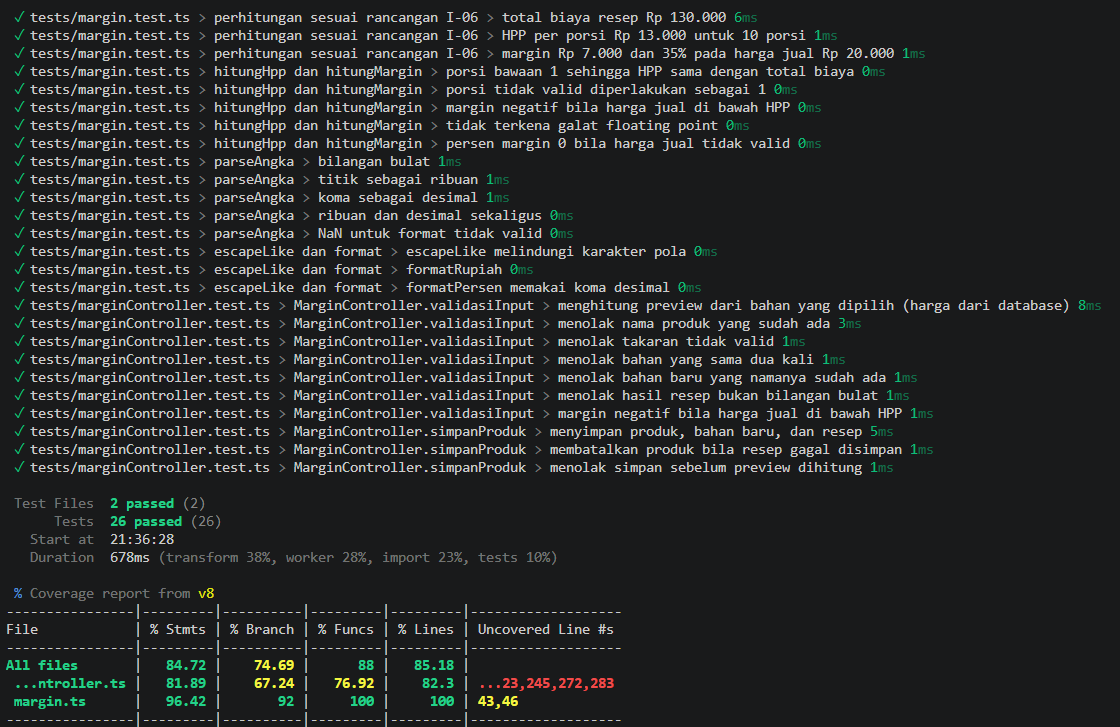 ✓ tests/margin.test.ts > perhitungan sesuai rancangan I-06 > total biaya resep Rp 130.000 6ms
✓ tests/margin.test.ts > perhitungan sesuai rancangan I-06 > HPP per porsi Rp 13.000 untuk 10 porsi 1ms
✓ tests/margin.test.ts > perhitungan sesuai rancangan I-06 > margin Rp 7.000 dan 35% pada harga jual Rp 20.000 1ms
✓ tests/margin.test.ts > hitungHpp dan hitungMargin > porsi bawaan 1 sehingga HPP sama dengan total biaya 0ms
✓ tests/margin.test.ts > hitungHpp dan hitungMargin > porsi tidak valid diperlakukan sebagai 1 0ms
✓ tests/margin.test.ts > hitungHpp dan hitungMargin > margin negatif bila harga jual di bawah HPP 0ms
✓ tests/margin.test.ts > hitungHpp dan hitungMargin > tidak terkena galat floating point 0ms
✓ tests/margin.test.ts > hitungHpp dan hitungMargin > persen margin 0 bila harga jual tidak valid 0ms
✓ tests/margin.test.ts > parseAngka > bilangan bulat 1ms
✓ tests/margin.test.ts > parseAngka > titik sebagai ribuan 1ms
✓ tests/margin.test.ts > parseAngka > koma sebagai desimal 1ms
✓ tests/margin.test.ts > parseAngka > ribuan dan desimal sekaligus 0ms
✓ tests/margin.test.ts > parseAngka > NaN untuk format tidak valid 0ms
✓ tests/margin.test.ts > escapeLike dan format > escapeLike melindungi karakter pola 0ms
✓ tests/margin.test.ts > escapeLike dan format > formatRupiah 0ms
✓ tests/margin.test.ts > escapeLike dan format > formatPersen memakai koma desimal 0ms
✓ tests/marginController.test.ts > MarginController.validasiInput > menghitung preview dari bahan yang dipilih (harga dari database) 8ms
✓ tests/marginController.test.ts > MarginController.validasiInput > menolak nama produk yang sudah ada 3ms
✓ tests/marginController.test.ts > MarginController.validasiInput > menolak takaran tidak valid 1ms
✓ tests/marginController.test.ts > MarginController.validasiInput > menolak bahan yang sama dua kali 1ms
✓ tests/marginController.test.ts > MarginController.validasiInput > menolak bahan baru yang namanya sudah ada 1ms
✓ tests/marginController.test.ts > MarginController.validasiInput > menolak hasil resep bukan bilangan bulat 1ms
✓ tests/marginController.test.ts > MarginController.validasiInput > margin negatif bila harga jual di bawah HPP 1ms
✓ tests/marginController.test.ts > MarginController.simpanProduk > menyimpan produk, bahan baru, dan resep 5ms
✓ tests/marginController.test.ts > MarginController.simpanProduk > membatalkan produk bila resep gagal disimpan 1ms
✓ tests/marginController.test.ts > MarginController.simpanProduk > menolak simpan sebelum preview dihitung 1ms
Test Files 2 passed (2)
Tests 26 passed (26)
Start at 21:36:28
Duration 678ms (transform 38%, worker 28%, import 23%, tests 10%)
% Coverage report from v8
----------------|---------|----------|---------|---------|-------------------
File | % Stmts | % Branch | % Funcs | % Lines | Uncovered Line #s
----------------|---------|----------|---------|---------|-------------------
All files | 84.72 | 74.69 | 88 | 85.18 |
...ntroller.ts | 81.89 | 67.24 | 76.92 | 82.3 | ...23,245,272,283
margin.ts | 96.42 | 92 | 100 | 100 | 43,46
----------------|---------|----------|---------|---------|-------------------